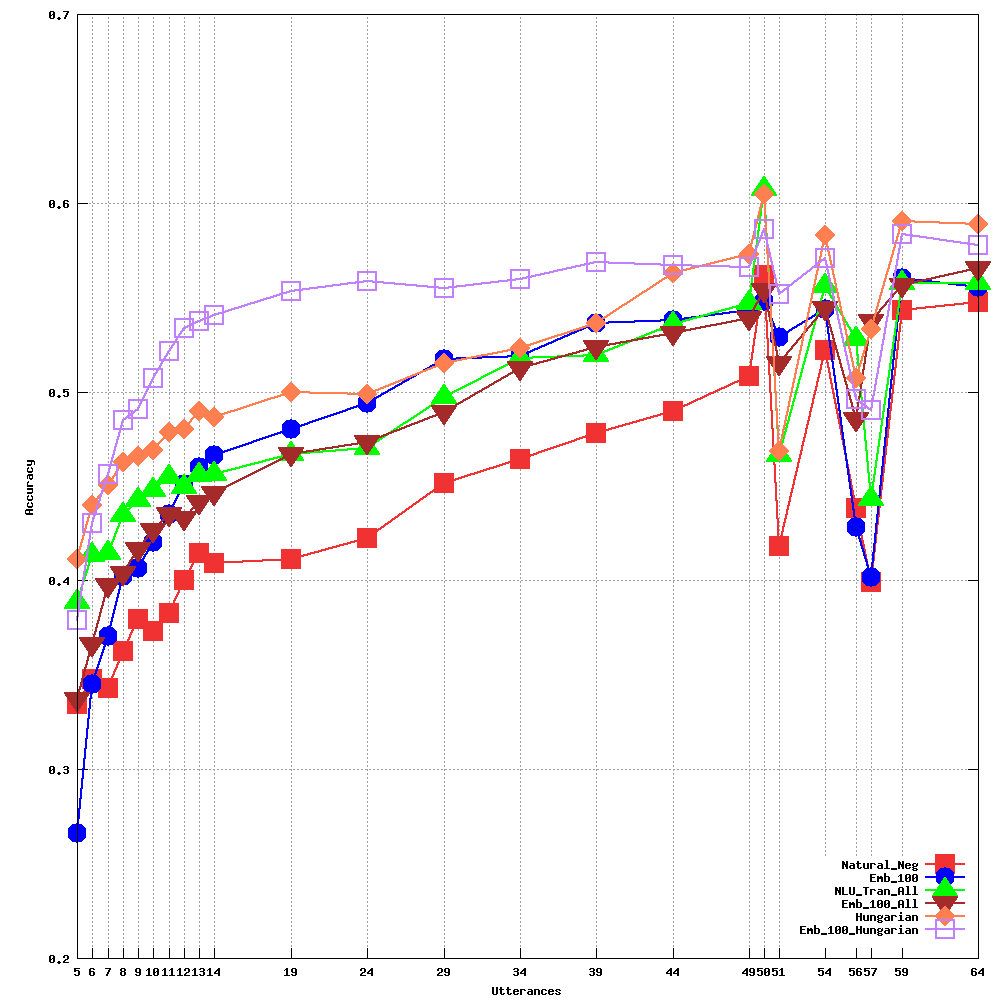 0.7
0.6
0.5
0.4
0.3
0.2
Accuracy
Natural_Neg
Emb_100
NLU_Tran_All
Emb_100_All
Hungarian
Emb_100_Hungarian
5 6 7 8 9 10 11 12 13 14 19 24 29 34 39 44 49 50 51 54 56 57 59 64
Utterances